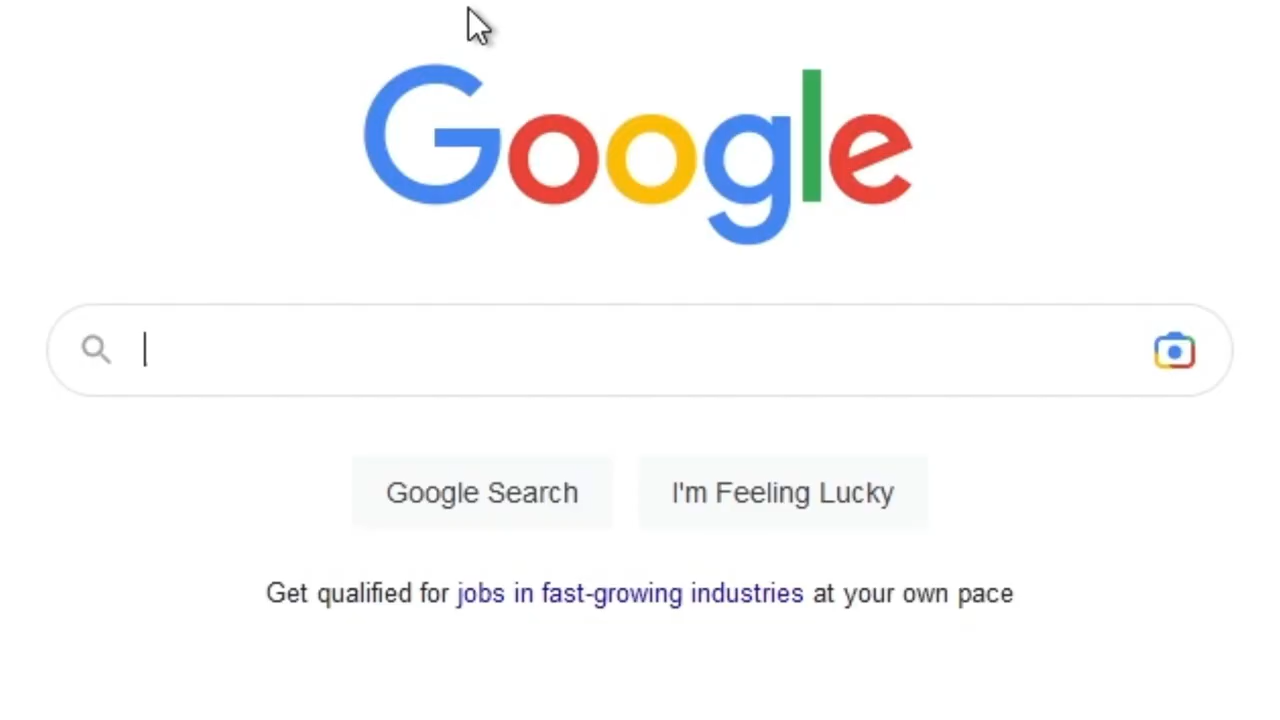 Google
Google Search
I'm Feeling Lucky
Get qualified for jobs in fast-growing industries at your own pace